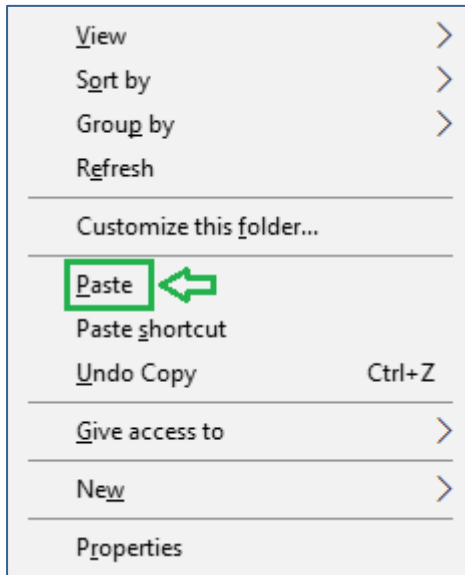 View
Sort by
Group by
Refresh
Customize this folder...
Paste
Paste shortcut
Undo Copy Ctrl+Z
Give access to
New
Properties